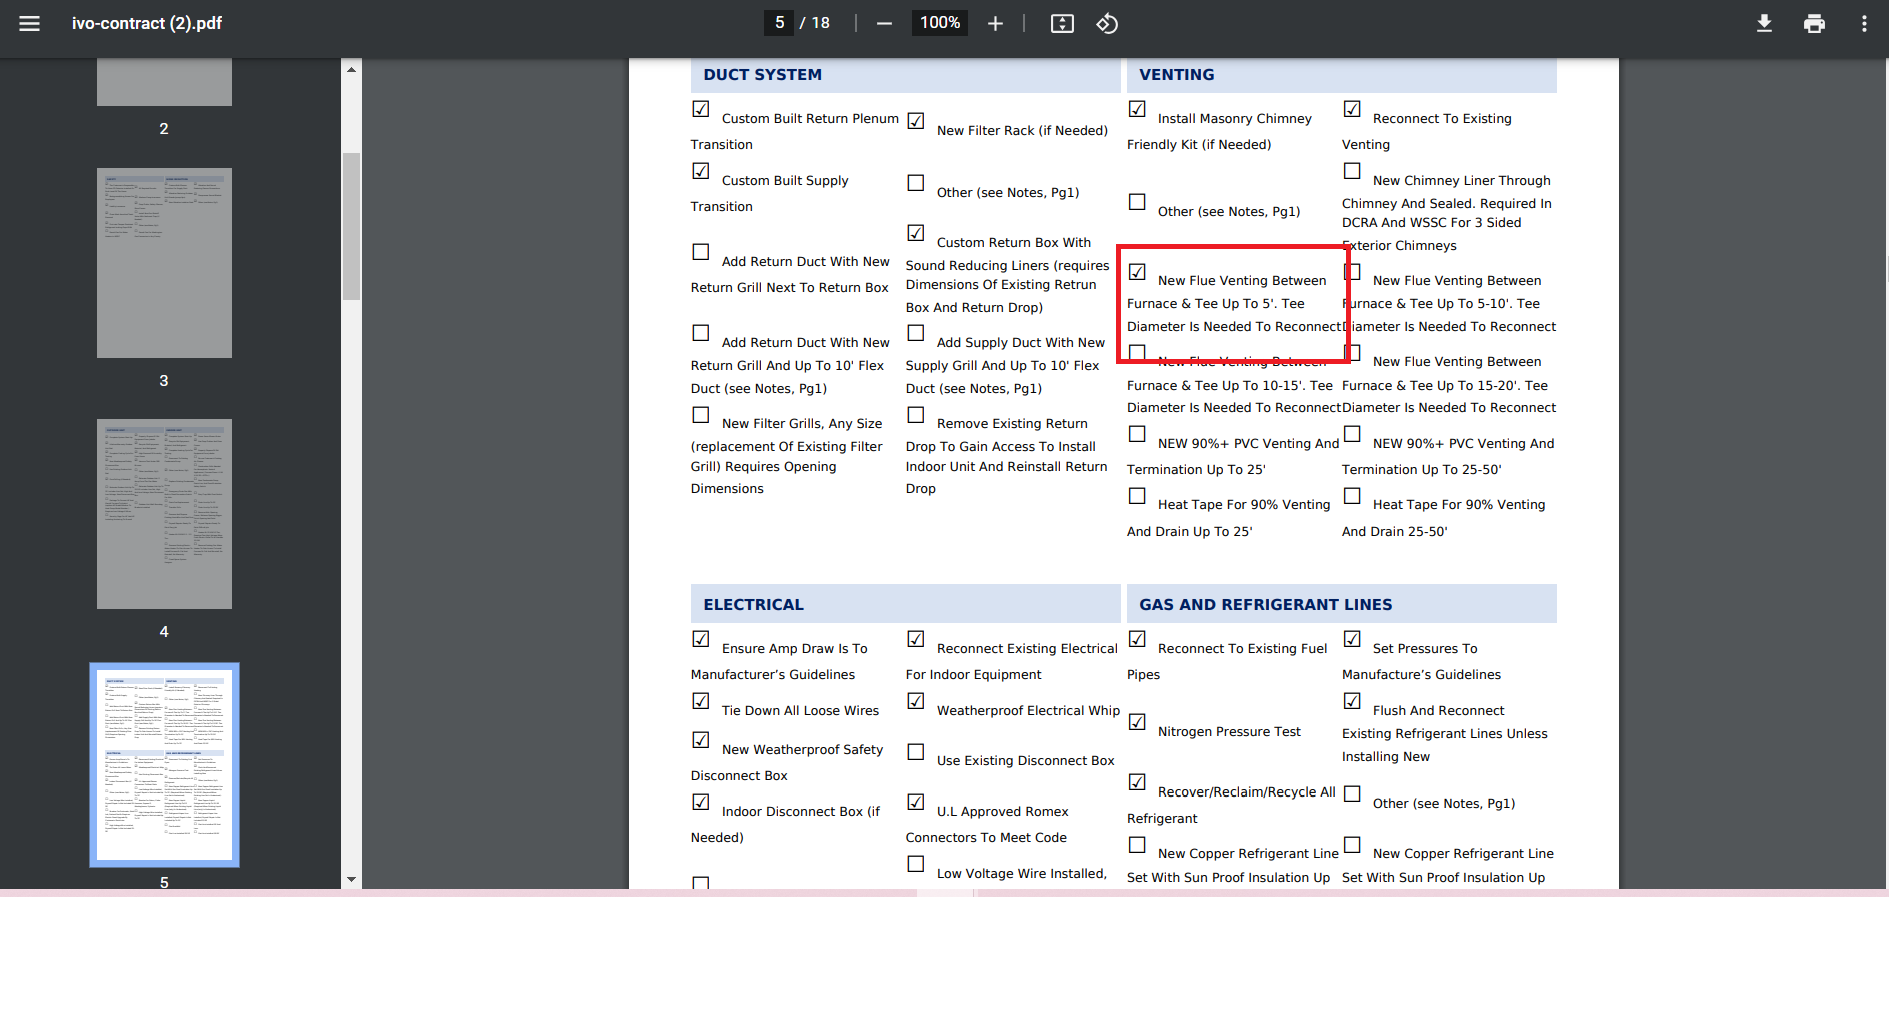 ivo-contract (2).pdf
5 / 18
100%
2
3
4
5
DUCT SYSTEM
☑ Custom Built Return Plenum
Transition
☑ New Filter Rack (if Needed)
☑ Custom Built Supply
Transition
☐ Other (see Notes, Pg1)
☐ Add Return Duct With New
Return Grill Next To Return Box
☑ Custom Return Box With
Sound Reducing Liners (requires
Dimensions Of Existing Retrun
Box And Return Drop)
☐ Add Return Duct With New
Return Grill And Up To 10' Flex
Duct (see Notes, Pg1)
☐ Add Supply Duct With New
Supply Grill And Up To 10' Flex
Duct (see Notes, Pg1)
☐ New Filter Grills, Any Size
(replacement Of Existing Filter
Grill) Requires Opening
Dimensions
☐ Remove Existing Return
Drop To Gain Access To Install
Indoor Unit And Reinstall Return
Drop
VENTING
☑ Install Masonry Chimney
Friendly Kit (if Needed)
☑ Reconnect To Existing
Venting
☐ Other (see Notes, Pg1)
☐ New Chimney Liner Through
Chimney And Sealed. Required In
DCRA And WSSC For 3 Sided
Exterior Chimneys
☑ New Flue Venting Between
Furnace & Tee Up To 5'. Tee
Diameter Is Needed To Reconnect
☐ New Flue Venting Between
Furnace & Tee Up To 5-10'. Tee
Diameter Is Needed To Reconnect
☐ New Flue Venting Between
Furnace & Tee Up To 10-15'. Tee
Diameter Is Needed To Reconnect
☐ New Flue Venting Between
Furnace & Tee Up To 15-20'. Tee
Diameter Is Needed To Reconnect
☐ NEW 90%+ PVC Venting And
Termination Up To 25'
☐ NEW 90%+ PVC Venting And
Termination Up To 25-50'
☐ Heat Tape For 90% Venting
And Drain Up To 25'
☐ Heat Tape For 90% Venting
And Drain 25-50'
ELECTRICAL
☑ Ensure Amp Draw Is To
Manufacturer's Guidelines
☑ Reconnect Existing Electrical
For Indoor Equipment
☑ Tie Down All Loose Wires
☑ Weatherproof Electrical Whip
☑ New Weatherproof Safety
Disconnect Box
☐ Use Existing Disconnect Box
☑ Indoor Disconnect Box (if
Needed)
☑ U.L Approved Romex
Connectors To Meet Code
☐ Low Voltage Wire Installed,
GAS AND REFRIGERANT LINES
☑ Reconnect To Existing Fuel
Pipes
☑ Set Pressures To
Manufacture's Guidelines
☑ Nitrogen Pressure Test
☑ Flush And Reconnect
Existing Refrigerant Lines Unless
Installing New
☑ Recover/Reclaim/Recycle All
Refrigerant
☐ Other (see Notes, Pg1)
☐ New Copper Refrigerant Line
Set With Sun Proof Insulation Up
☐ New Copper Refrigerant Line
Set With Sun Proof Insulation Up